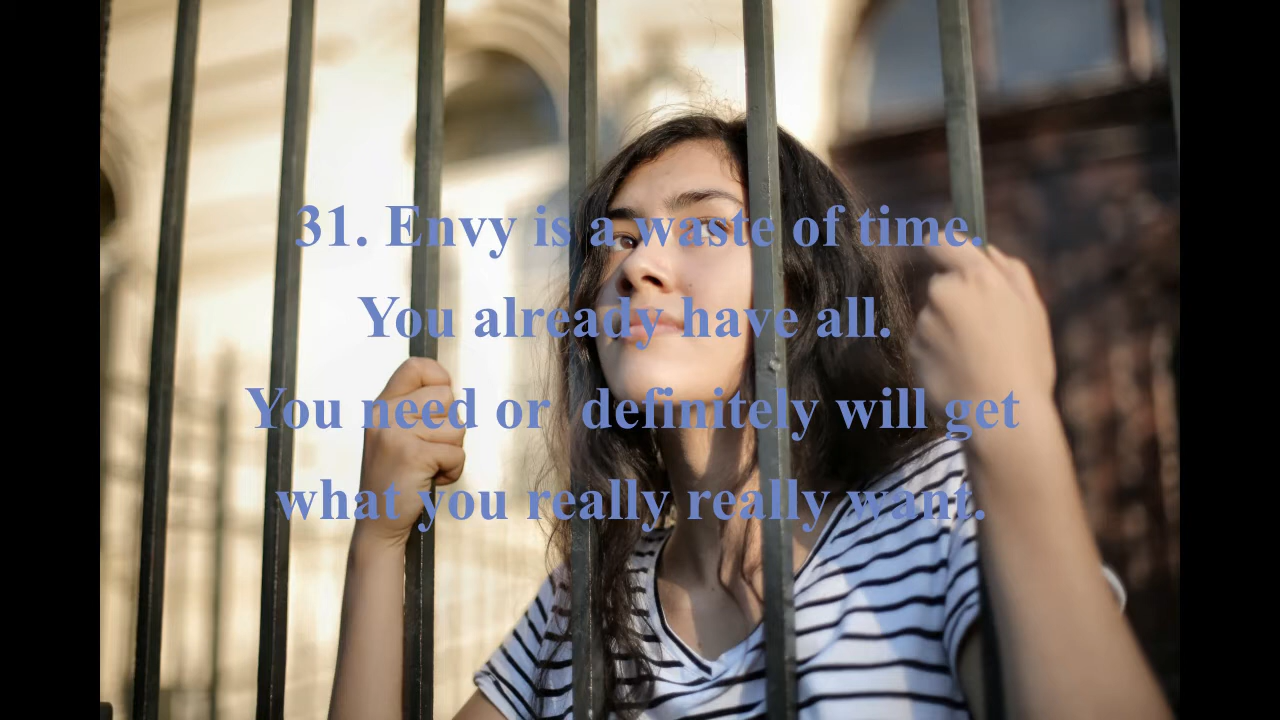 31. Envy is a waste of time.
You already have all.
You need or  definitely will get
what you really really want.